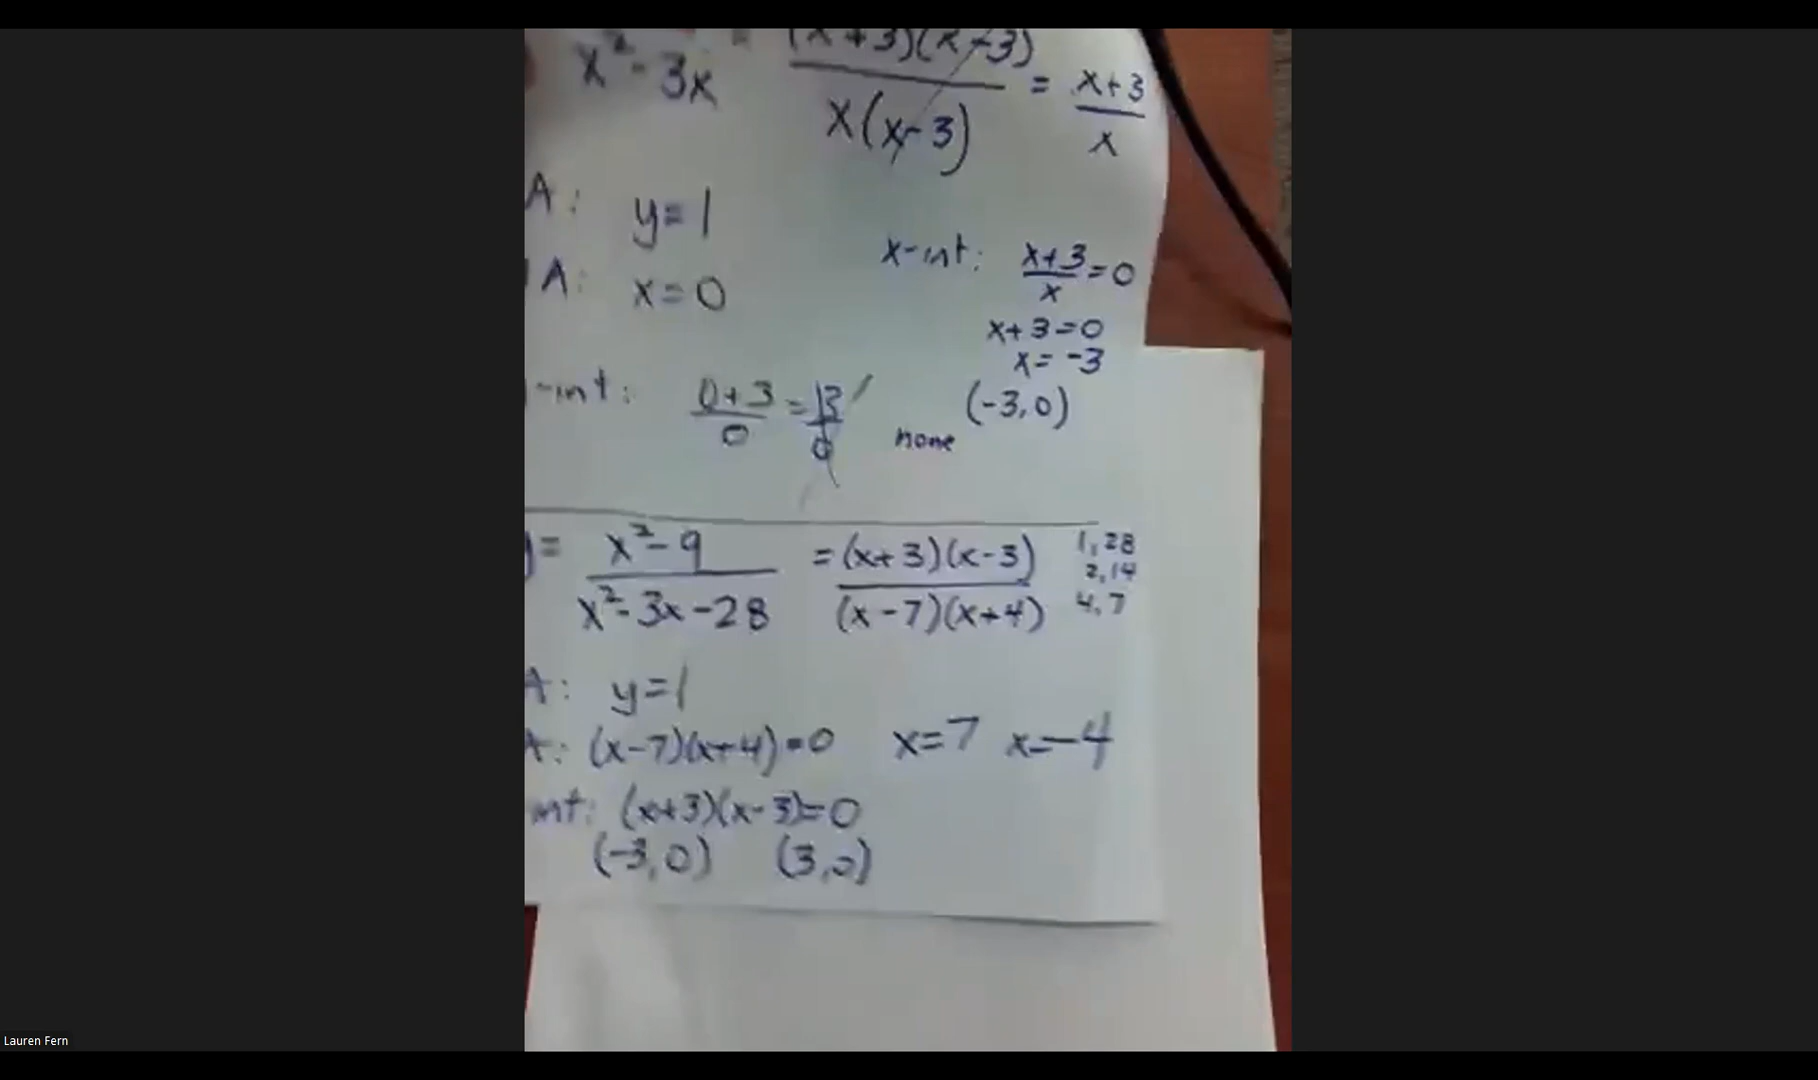 x² - 3x = (x+3)(x-3) / x(x-3) = x+3 / x
A: y=1
A: x=0
x-int: x+3 / x = 0
x+3=0
x= -3
(-3,0)
-int: 0+3 / 0 = 3 / 0 none
= x²-9 / x²-3x-28 = (x+3)(x-3) / (x-7)(x+4)
1,28
2,14
4,7
A: y=1
A: (x-7)(x+4)=0 x=7 x=-4
int: (x+3)(x-3)=0
(-3,0) (3,0)
Lauren Fern